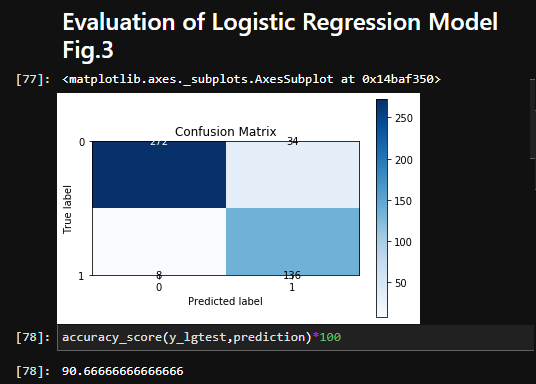 Evaluation of Logistic Regression Model
Fig.3
[77]: <matplotlib.axes._subplots.AxesSubplot at 0x14baf350>
Confusion Matrix
0 272 34 250
200
True label
150
100
50
1 8 136
0 1
Predicted label
[78]: accuracy_score(y_lgtest,prediction)*100
[78]: 90.66666666666666